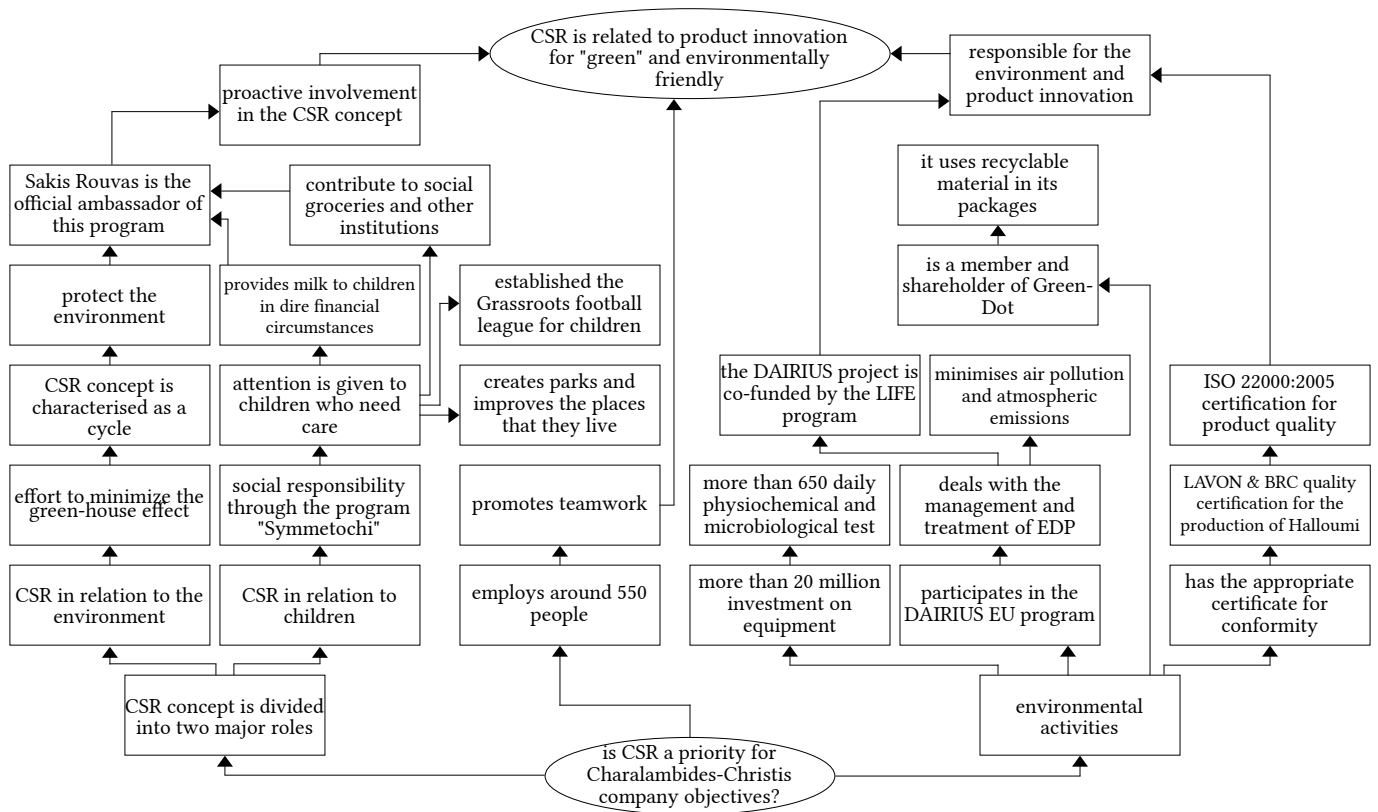 CSR is related to product innovation
for "green" and environmentally
friendly
responsible for the
environment and
product innovation
proactive involvement
in the CSR concept
it uses recyclable
material in its
packages
Sakis Rouvas is the
official ambassador of
this program
contribute to social
groceries and other
institutions
is a member and
shareholder of Green-
Dot
protect the
environment
provides milk to children
in dire financial
circumstances
established the
Grassroots football
league for children
the DAIRIUS project is
co-funded by the LIFE
program
minimises air pollution
and atmospheric
emissions
CSR concept is
characterised as a
cycle
attention is given to
children who need
care
creates parks and
improves the places
that they live
ISO 22000:2005
certification for
product quality
effort to minimize the
green-house effect
social responsibility
through the program
"Symmetochi"
promotes teamwork
more than 650 daily
physiochemical and
microbiological test
deals with the
management and
treatment of EDP
LAVON & BRC quality
certification for the
production of Halloumi
CSR in relation to the
environment
CSR in relation to
children
employs around 550
people
more than 20 million
investment on
equipment
participates in the
DAIRIUS EU program
has the appropriate
certificate for
conformity
CSR concept is divided
into two major roles
environmental
activities
is CSR a priority for
Charalambides-Christis
company objectives?